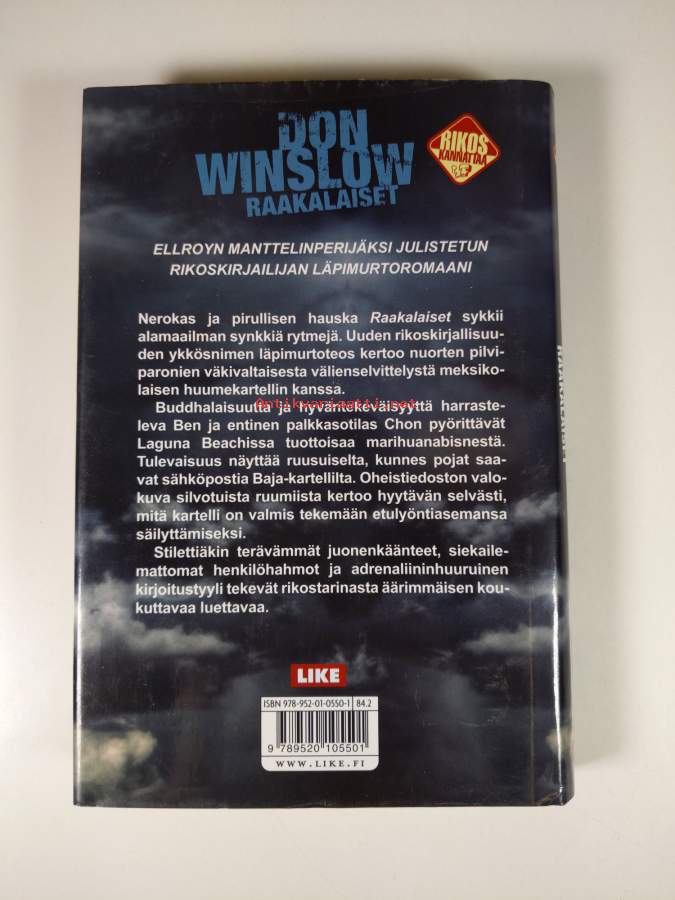 DON
WINSLOW
RAAKALAISET
RIKOS
KANNATTAA
ELLROYN MANTTELINPERIJÄKSI JULISTETUN
RIKOSKIRJAILIJAN LÄPIMURTOROMAANI
Nerokas ja pirullisen hauska Raakalaiset sykkii
alamaailman synkkiä rytmejä. Uuden rikoskirjallisuu-
den ykkösnimen läpimurtoteos kertoo nuorten pilvi-
paronien väkivaltaisesta välienselvittelystä meksiko-
laisen huumekartellin kanssa.
Antikvariaatti.net
Buddhalaisuutta ja hyväntekeväisyyttä harraste-
leva Ben ja entinen palkkasotilas Chon pyörittävät
Laguna Beachissa tuottoisaa marihuanabisnestä.
Tulevaisuus näyttää ruusuiselta, kunnes pojat saa-
vat sähköpostia Baja-kartellilta. Oheistiedoston valo-
kuva silvotuista ruumiista kertoo hyytävän selvästi,
mitä kartelli on valmis tekemään etulyöntiasemansa
säilyttämiseksi.
Stilettiäkin terävämmät juonenkäänteet, siekaile-
mattomat henkilöhahmot ja adrenaliininhuuruinen
kirjoitustyyli tekevät rikostarinasta äärimmäisen kou-
kuttavaa luettavaa.
LIKE
ISBN 978-952-01-0550-1 84.2
9 789520 105501
WWW.LIKE.FI
RAAKALAISET